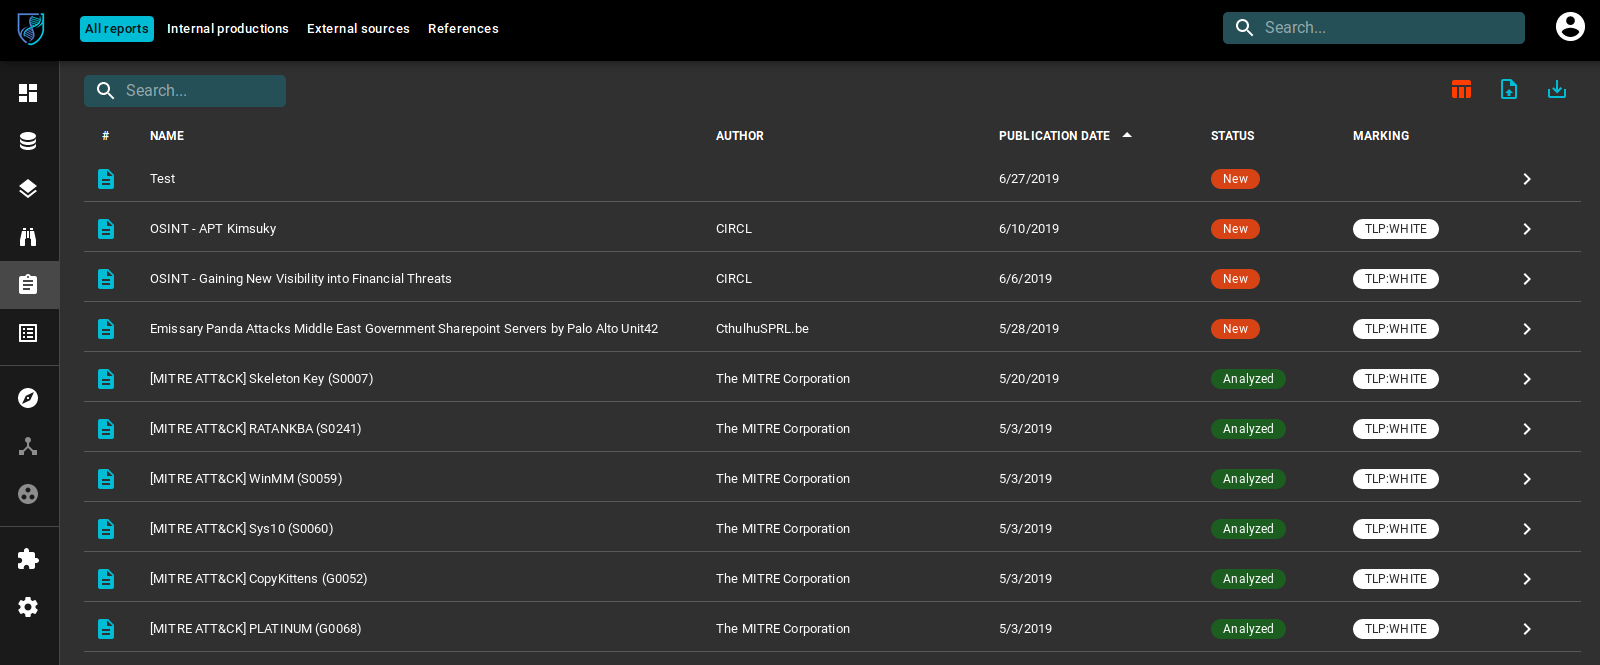 All reports Internal productions External sources References Search...
Search...
# NAME AUTHOR PUBLICATION DATE STATUS MARKING
Test 6/27/2019 New
OSINT - APT Kimsuky CIRCL 6/10/2019 New TLP:WHITE
OSINT - Gaining New Visibility into Financial Threats CIRCL 6/6/2019 New TLP:WHITE
Emissary Panda Attacks Middle East Government Sharepoint Servers by Palo Alto Unit42 CthulhuSPRL.be 5/28/2019 New TLP:WHITE
[MITRE ATT&CK] Skeleton Key (S0007) The MITRE Corporation 5/20/2019 Analyzed TLP:WHITE
[MITRE ATT&CK] RATANKBA (S0241) The MITRE Corporation 5/3/2019 Analyzed TLP:WHITE
[MITRE ATT&CK] WinMM (S0059) The MITRE Corporation 5/3/2019 Analyzed TLP:WHITE
[MITRE ATT&CK] Sys10 (S0060) The MITRE Corporation 5/3/2019 Analyzed TLP:WHITE
[MITRE ATT&CK] CopyKittens (G0052) The MITRE Corporation 5/3/2019 Analyzed TLP:WHITE
[MITRE ATT&CK] PLATINUM (G0068) The MITRE Corporation 5/3/2019 Analyzed TLP:WHITE